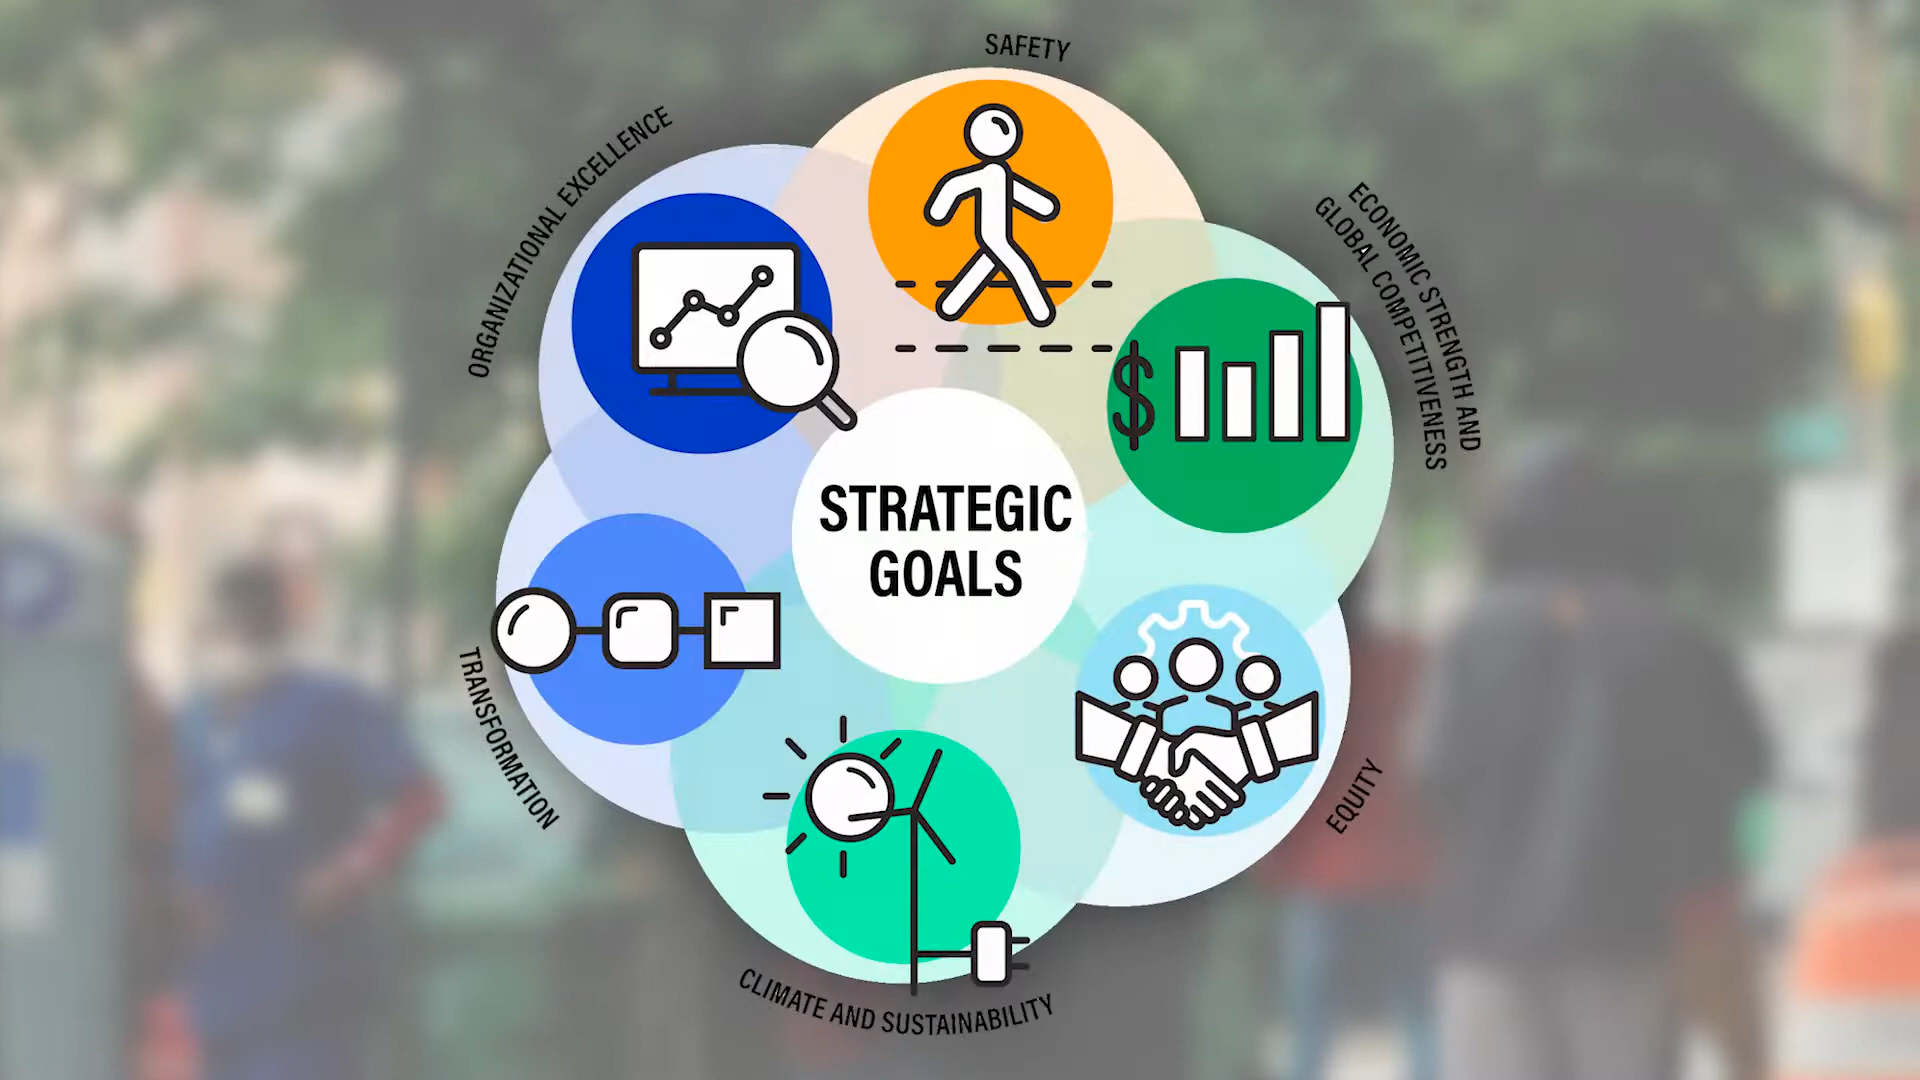 SAFETY
ECONOMIC STRENGTH AND
GLOBAL COMPETITIVENESS
EQUITY
CLIMATE AND SUSTAINABILITY
TRANSFORMATION
ORGANIZATIONAL EXCELLENCE
STRATEGIC
GOALS
$